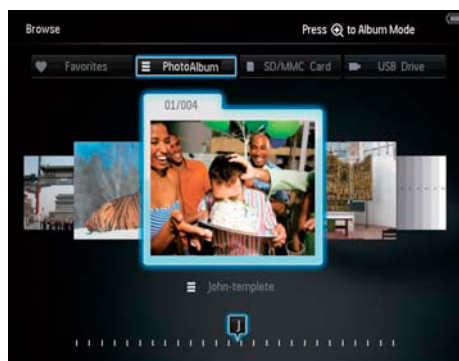 Browse
Press to Album Mode
Favorites PhotoAlbum SD/MMC Card USB Drive
01/004
John-templete
J